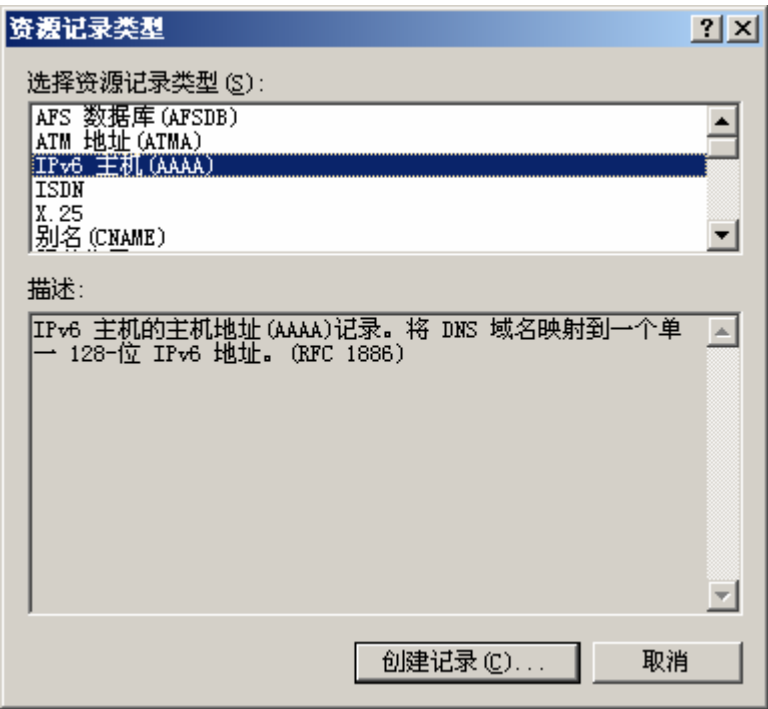 资源记录类型
选择资源记录类型(S):
AFS 数据库(AFSDB)
ATM 地址(ATMA)
IPv6 主机(AAAA)
ISDN
X.25
别名(CNAME)
描述:
IPv6 主机的主机地址(AAAA)记录。将 DNS 域名映射到一个单
一 128-位 IPv6 地址。(RFC 1886)
创建记录(C)... 取消